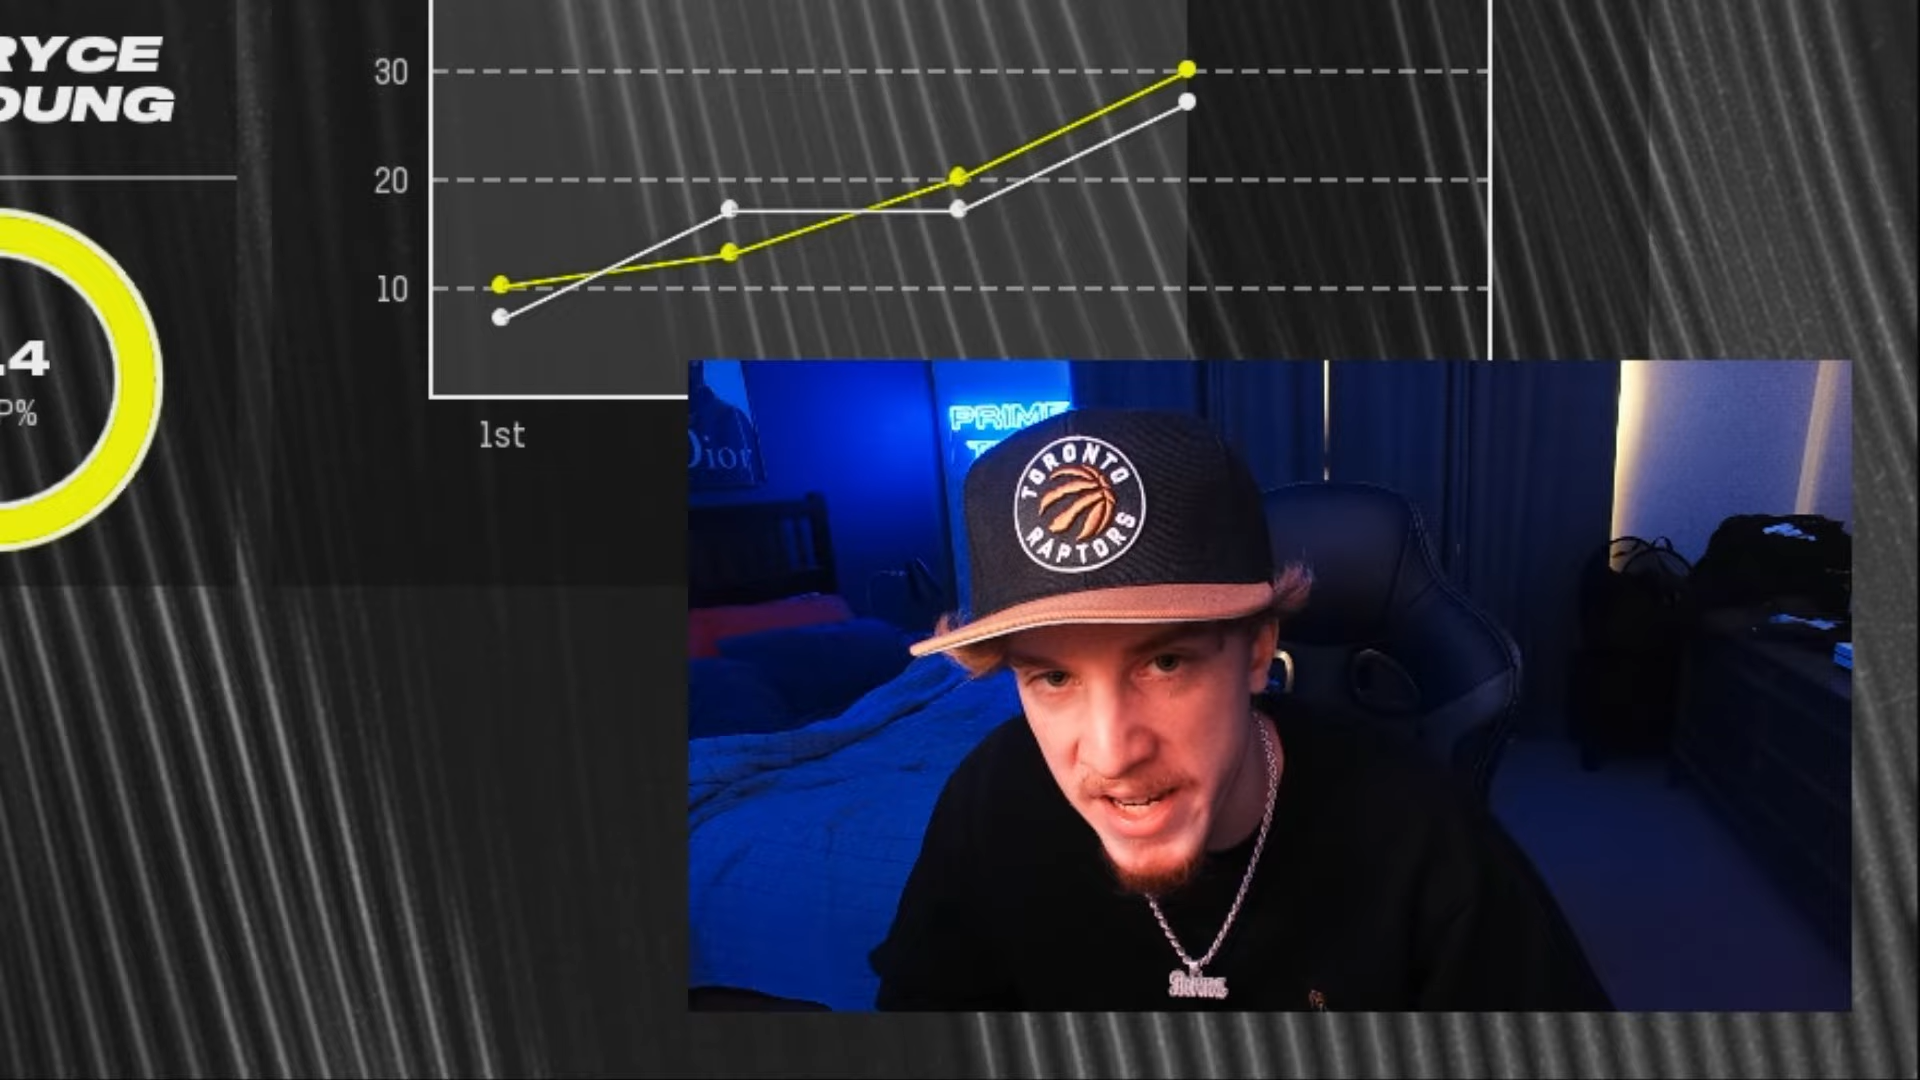 RYCE
OUNG
.4
P%
30
20
10
1st
Dior
PRIME
TORONTO
RAPTORS